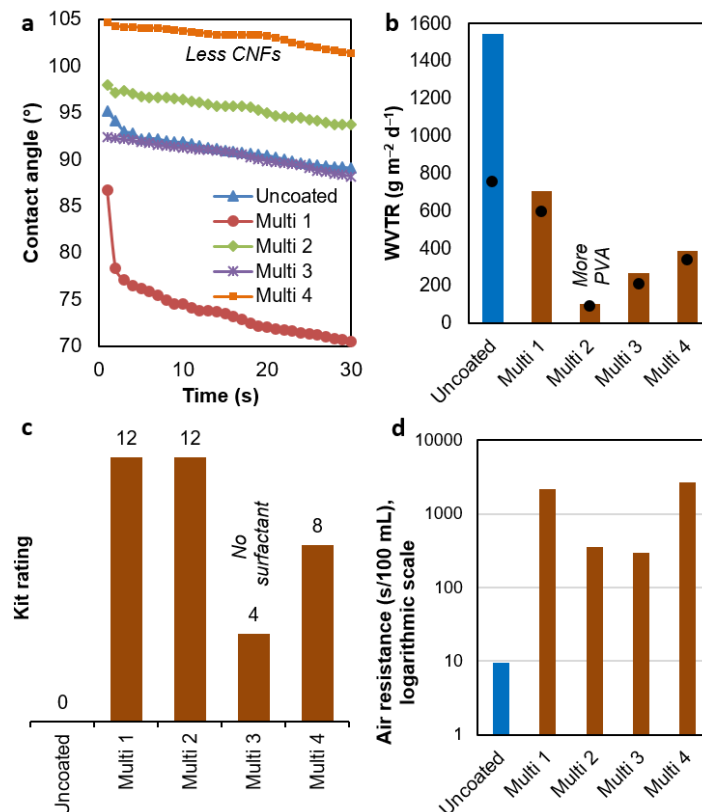 a
105
100
95
90
85
80
75
70
Contact angle (°)
Less CNFs
Uncoated
Multi 1
Multi 2
Multi 3
Multi 4
0
10
20
30
Time (s)
b
1600
1400
1200
1000
800
600
400
200
0
WVTR (g m⁻² d⁻¹)
More
PVA
Uncoated
Multi 1
Multi 2
Multi 3
Multi 4
c
Kit rating
0
12
12
4
8
No
surfactant
Uncoated
Multi 1
Multi 2
Multi 3
Multi 4
d
10000
1000
100
10
1
Air resistance (s/100 mL),
logarithmic scale
Uncoated
Multi 1
Multi 2
Multi 3
Multi 4